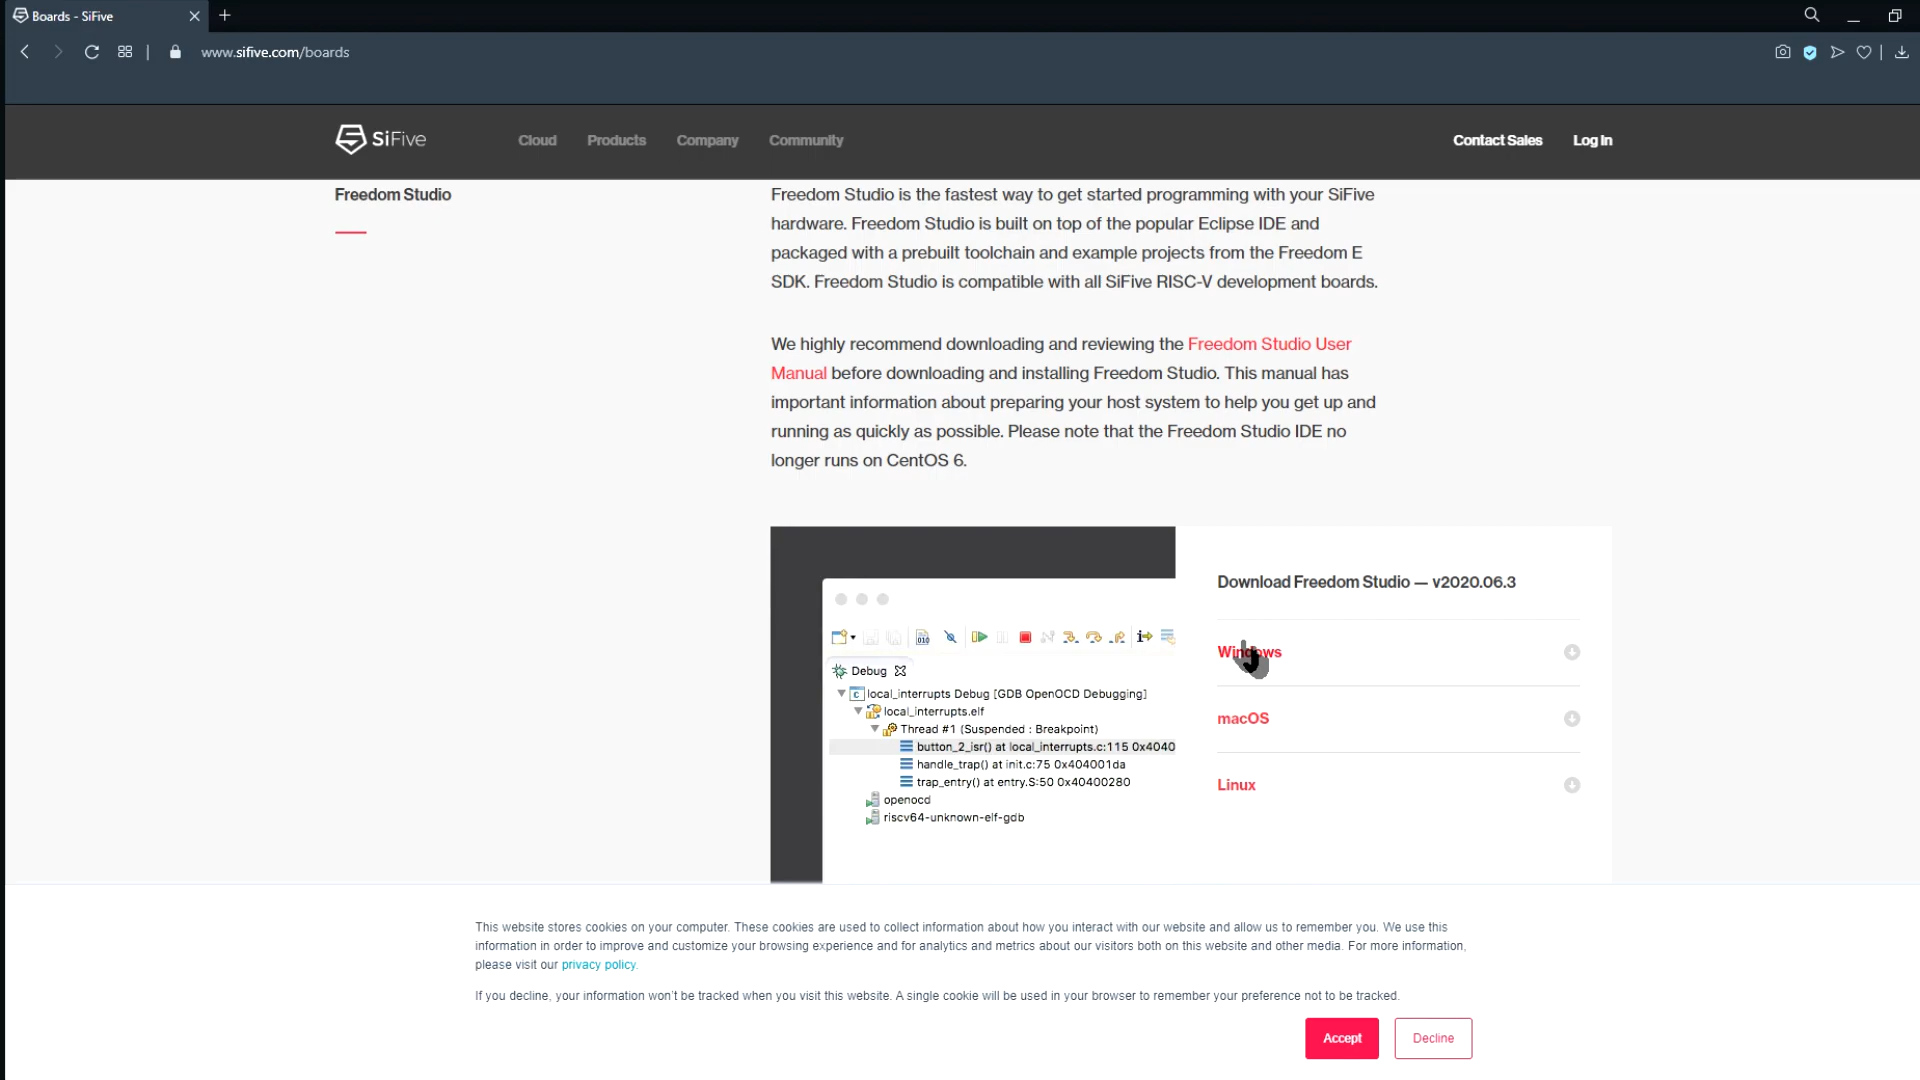 Boards - SiFive
www.sifive.com/boards
SiFive
Cloud
Products
Company
Community
Contact Sales
Log In
Freedom Studio
Freedom Studio is the fastest way to get started programming with your SiFive
hardware. Freedom Studio is built on top of the popular Eclipse IDE and
packaged with a prebuilt toolchain and example projects from the Freedom E
SDK. Freedom Studio is compatible with all SiFive RISC-V development boards.
We highly recommend downloading and reviewing the Freedom Studio User
Manual before downloading and installing Freedom Studio. This manual has
important information about preparing your host system to help you get up and
running as quickly as possible. Please note that the Freedom Studio IDE no
longer runs on CentOS 6.
010
Debug
local_interrupts Debug [GDB OpenOCD Debugging]
local_interrupts.elf
Thread #1 (Suspended : Breakpoint)
button_2_isr() at local_interrupts.c:115 0x4040
handle_trap() at init.c:75 0x404001da
trap_entry() at entry.S:50 0x40400280
openocd
riscv64-unknown-elf-gdb
Download Freedom Studio — v2020.06.3
Windows
macOS
Linux
This website stores cookies on your computer. These cookies are used to collect information about how you interact with our website and allow us to remember you. We use this
information in order to improve and customize your browsing experience and for analytics and metrics about our visitors both on this website and other media. For more information,
please visit our privacy policy.
If you decline, your information won't be tracked when you visit this website. A single cookie will be used in your browser to remember your preference not to be tracked.
Accept
Decline